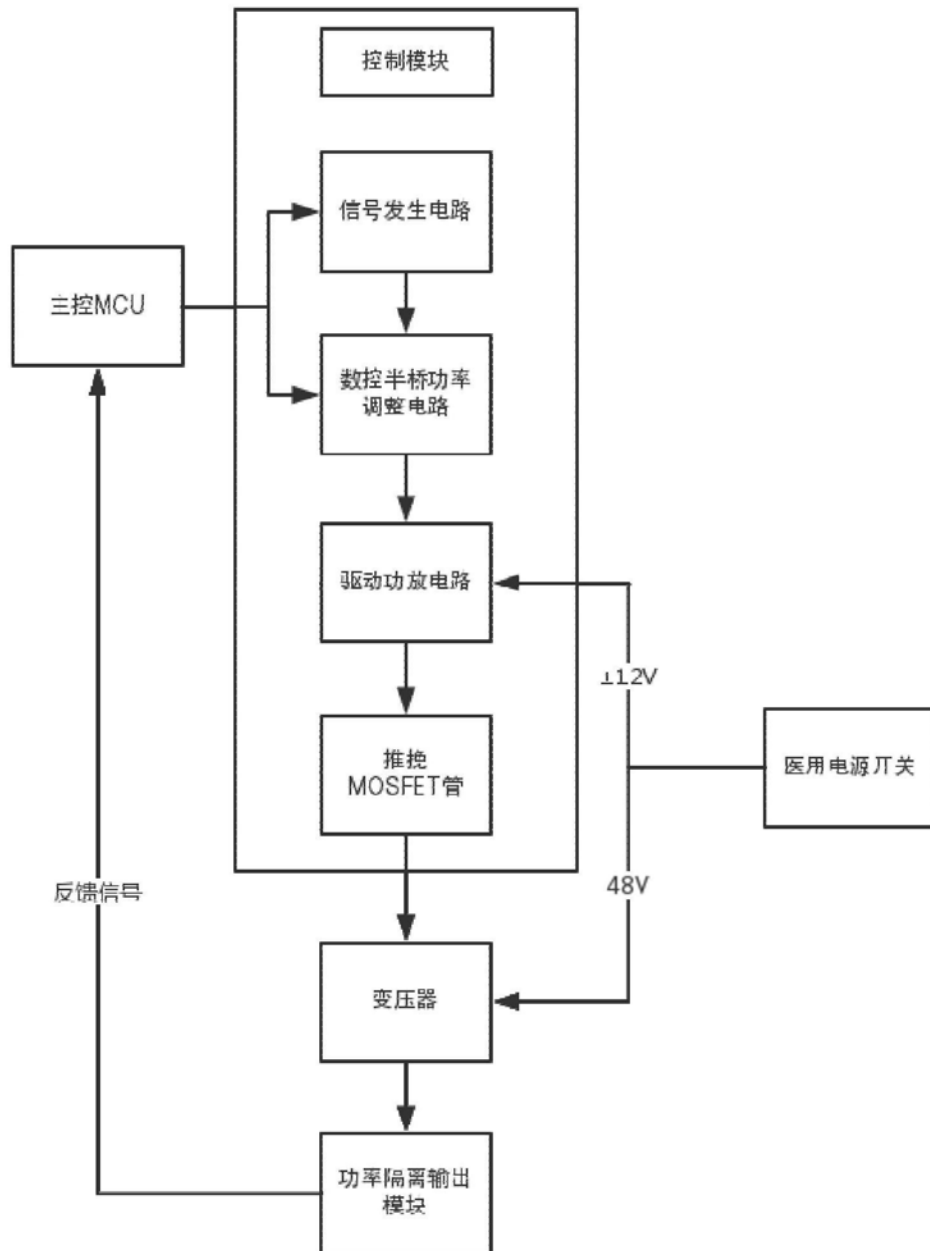 控制模块
信号发生电路
主控MCU
数控半桥功率
调整电路
驱动功放电路
±12V
推挽
MOSFET管
医用电源开关
48V
反馈信号
变压器
功率隔离输出
模块